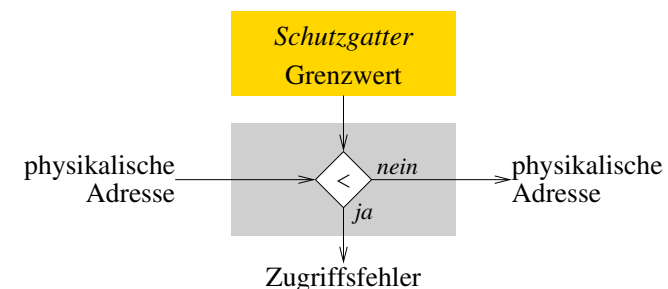 Schutzgatter
Grenzwert
physikalische
Adresse
<
nein
ja
physikalische
Adresse
Zugriffsfehler